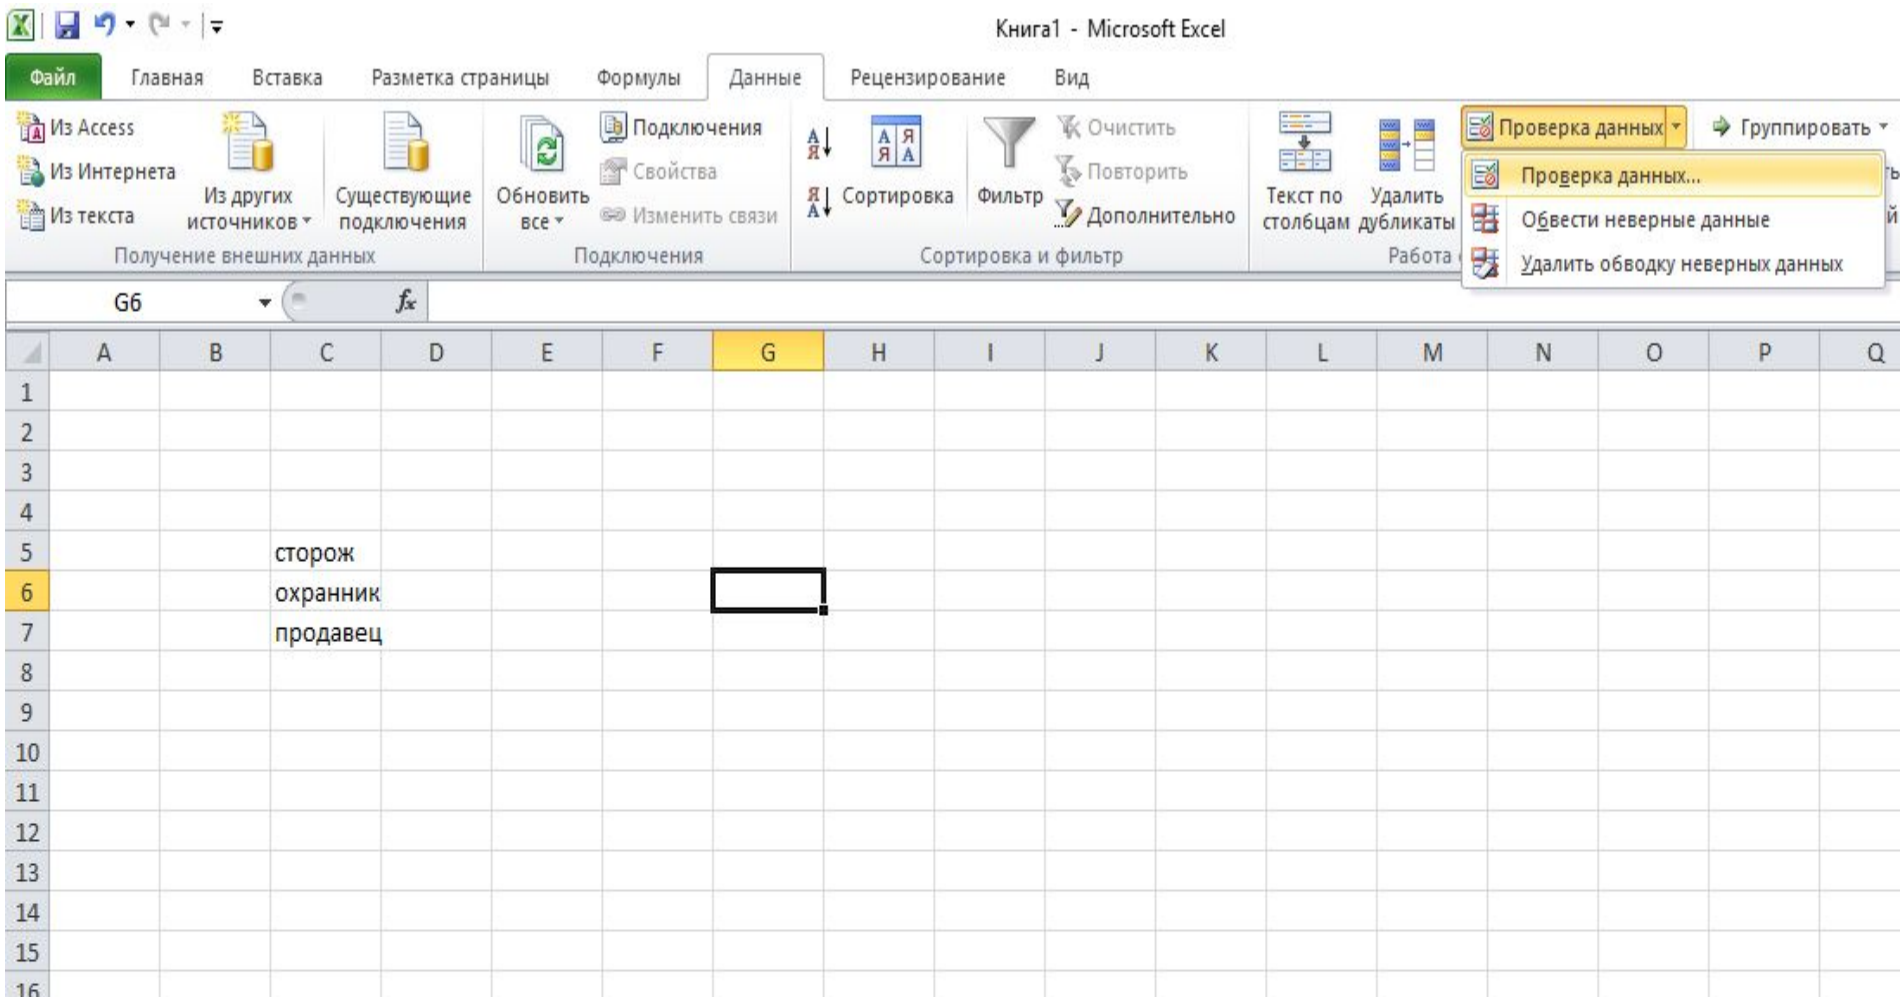 Книга1 - Microsoft Excel
Файл Главная Вставка Разметка страницы Формулы Данные Рецензирование Вид
Из Access
Из Интернета
Из текста
Из других
источников
Существующие
подключения
Получение внешних данных
Обновить
все
Подключения
Свойства
Изменить связи
Подключения
А
Я
Я
А
А Я
Я А
Сортировка
Фильтр
Очистить
Повторить
Дополнительно
Сортировка и фильтр
Текст по
столбцам
Удалить
дубликаты
Работа
Проверка данных
Группировать
Проверка данных...
Обвести неверные данные
Удалить обводку неверных данных
G6
fx
A B C D E F G H I J K L M N O P Q
1
2
3
4
5 сторож
6 охранник
7 продавец
8
9
10
11
12
13
14
15
16